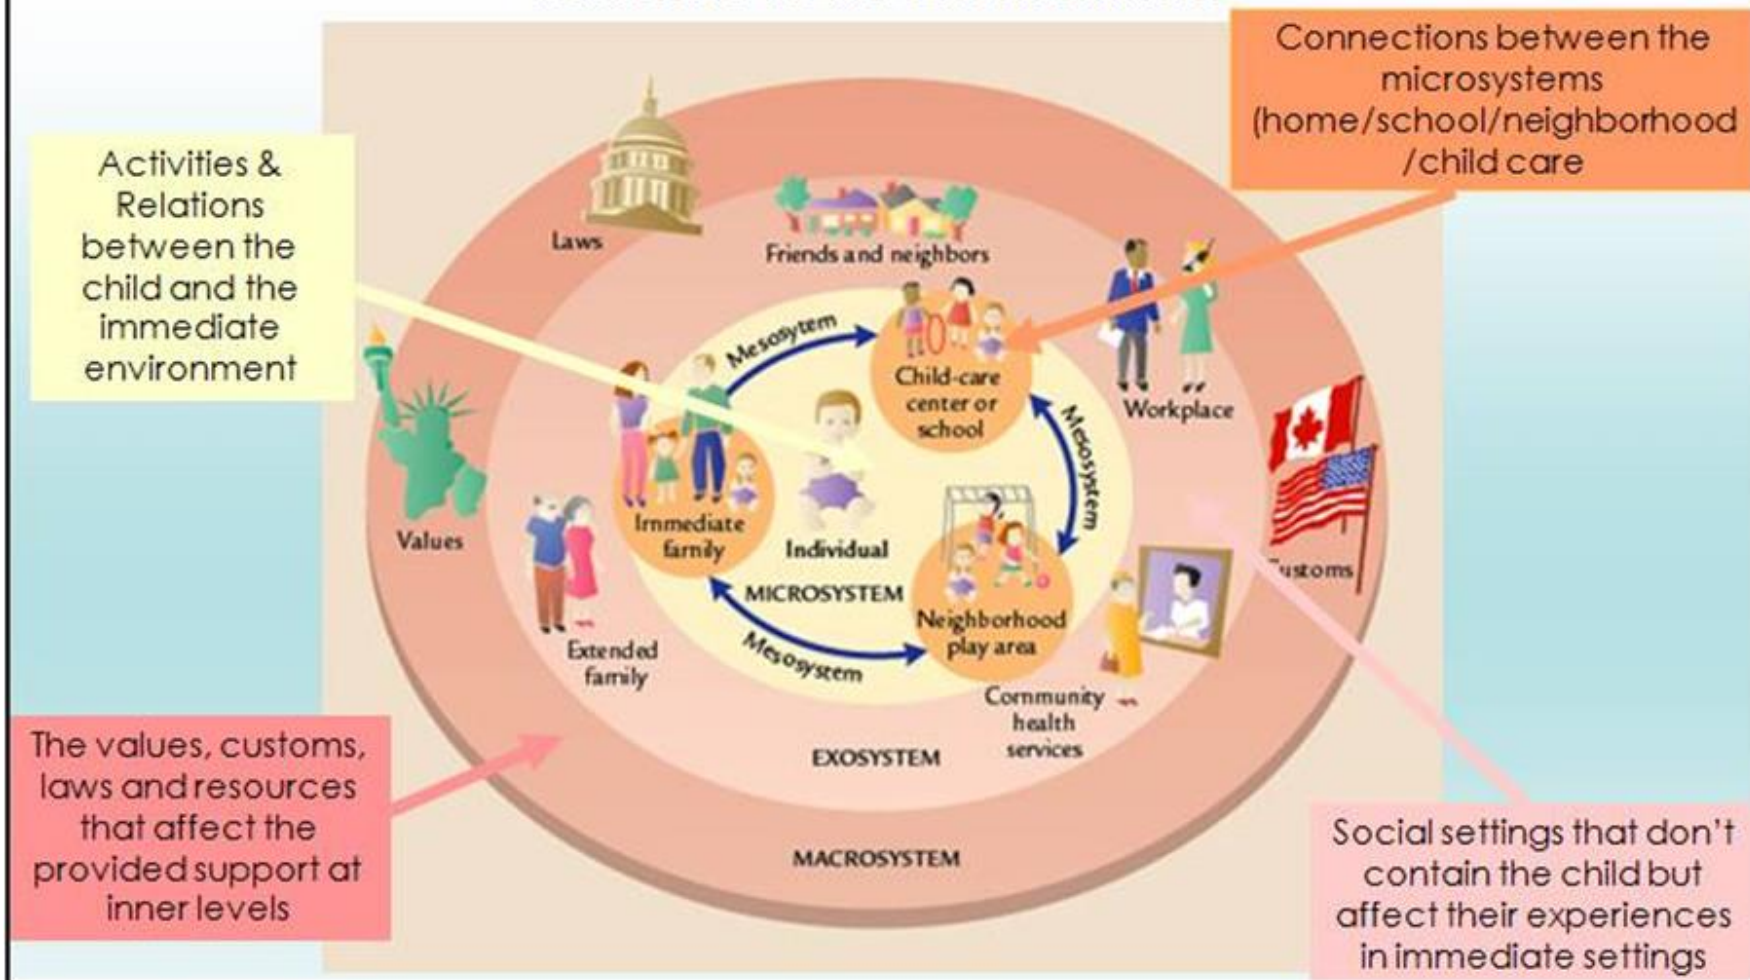 Connections between the
microsystems
(home/school/neighborhood
/child care
Activities &
Relations
between the
child and the
immediate
environment
Laws
Friends and neighbors
Mesosytem
Child-care
center or
school
Workplace
Mesosystem
Values
Immediate
family
Individual
MICROSYSTEM
Neighborhood
play area
Mesosystem
ustoms
Extended
family
Community
health
services
EXOSYSTEM
MACROSYSTEM
The values, customs,
laws and resources
that affect the
provided support at
inner levels
Social settings that don't
contain the child but
affect their experiences
in immediate settings